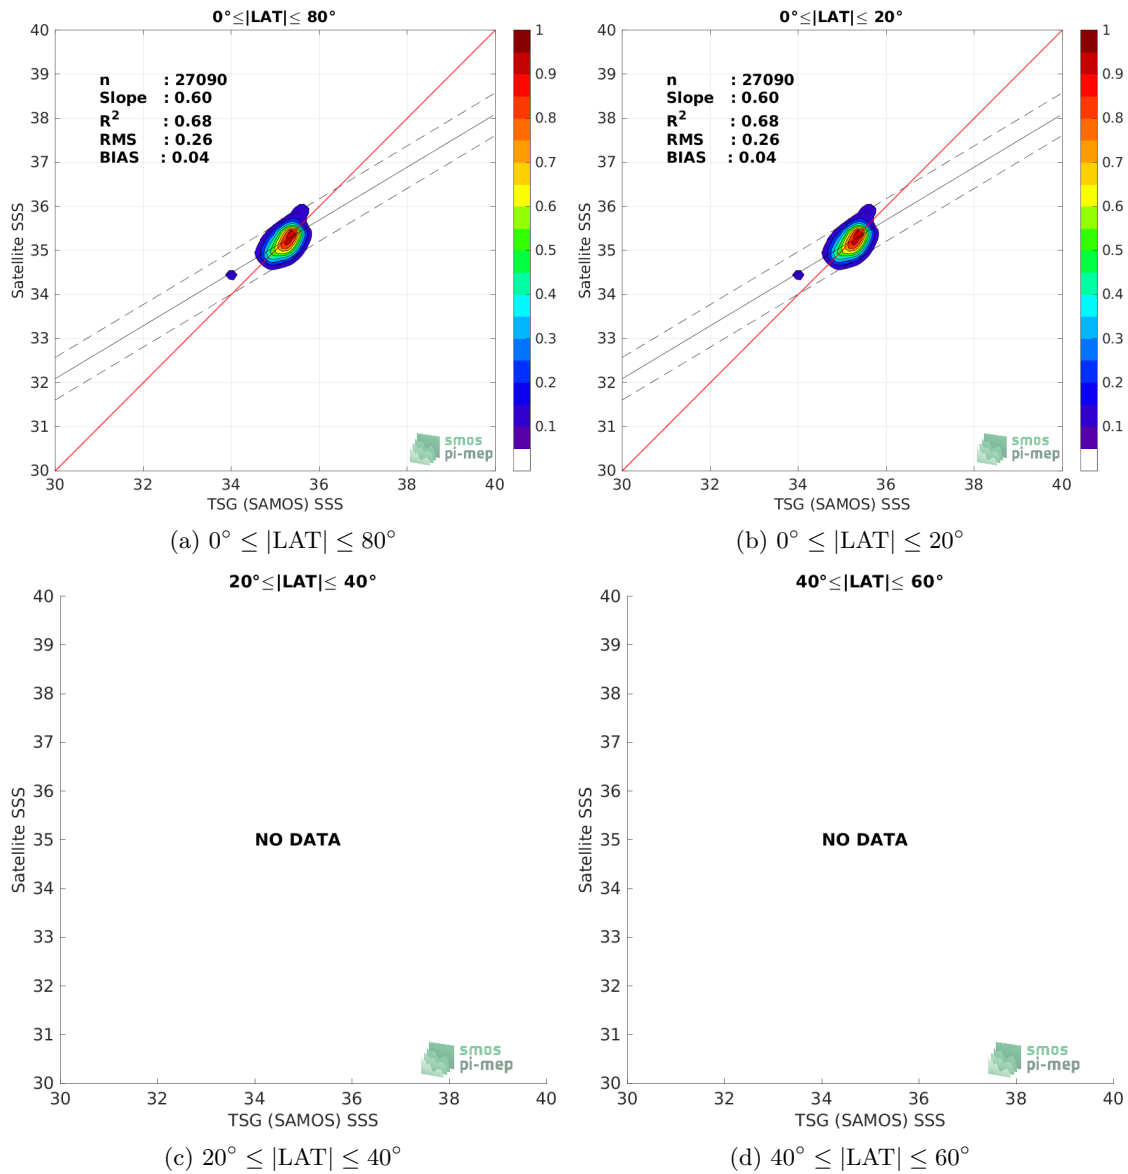 0°≤|LAT|≤ 80°
40
39
38
37
36
35
34
33
32
31
30
Satellite SSS
n : 27090
Slope : 0.60
R² : 0.68
RMS : 0.26
BIAS : 0.04
smos
pi-mep
30 32 34 36 38 40
TSG (SAMOS) SSS
1
0.9
0.8
0.7
0.6
0.5
0.4
0.3
0.2
0.1
(a) 0° ≤ |LAT| ≤ 80°
0°≤|LAT|≤ 20°
40
39
38
37
36
35
34
33
32
31
30
Satellite SSS
n : 27090
Slope : 0.60
R² : 0.68
RMS : 0.26
BIAS : 0.04
smos
pi-mep
30 32 34 36 38 40
TSG (SAMOS) SSS
1
0.9
0.8
0.7
0.6
0.5
0.4
0.3
0.2
0.1
(b) 0° ≤ |LAT| ≤ 20°
20°≤|LAT|≤ 40°
40
39
38
37
36
35
34
33
32
31
30
Satellite SSS
NO DATA
smos
pi-mep
30 32 34 36 38 40
TSG (SAMOS) SSS
(c) 20° ≤ |LAT| ≤ 40°
40°≤|LAT|≤ 60°
40
39
38
37
36
35
34
33
32
31
30
Satellite SSS
NO DATA
smos
pi-mep
30 32 34 36 38 40
TSG (SAMOS) SSS
(d) 40° ≤ |LAT| ≤ 60°